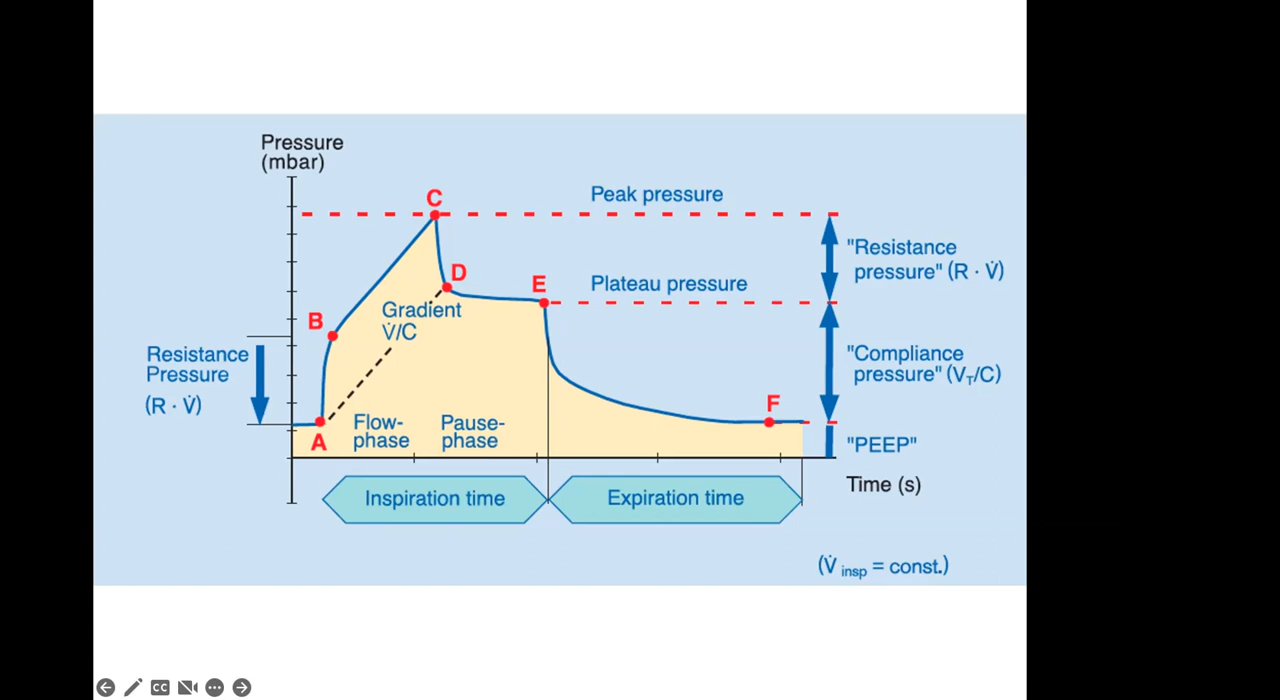 Pressure
(mbar)
C
Peak pressure
"Resistance
pressure" (R · V̇)
D
E
Plateau pressure
B
Gradient
V̇/C
Resistance
Pressure
(R · V̇)
"Compliance
pressure" (V_T/C)
A
Flow-
phase
Pause-
phase
F
"PEEP"
Inspiration time
Expiration time
Time (s)
(V̇ insp = const.)
CC